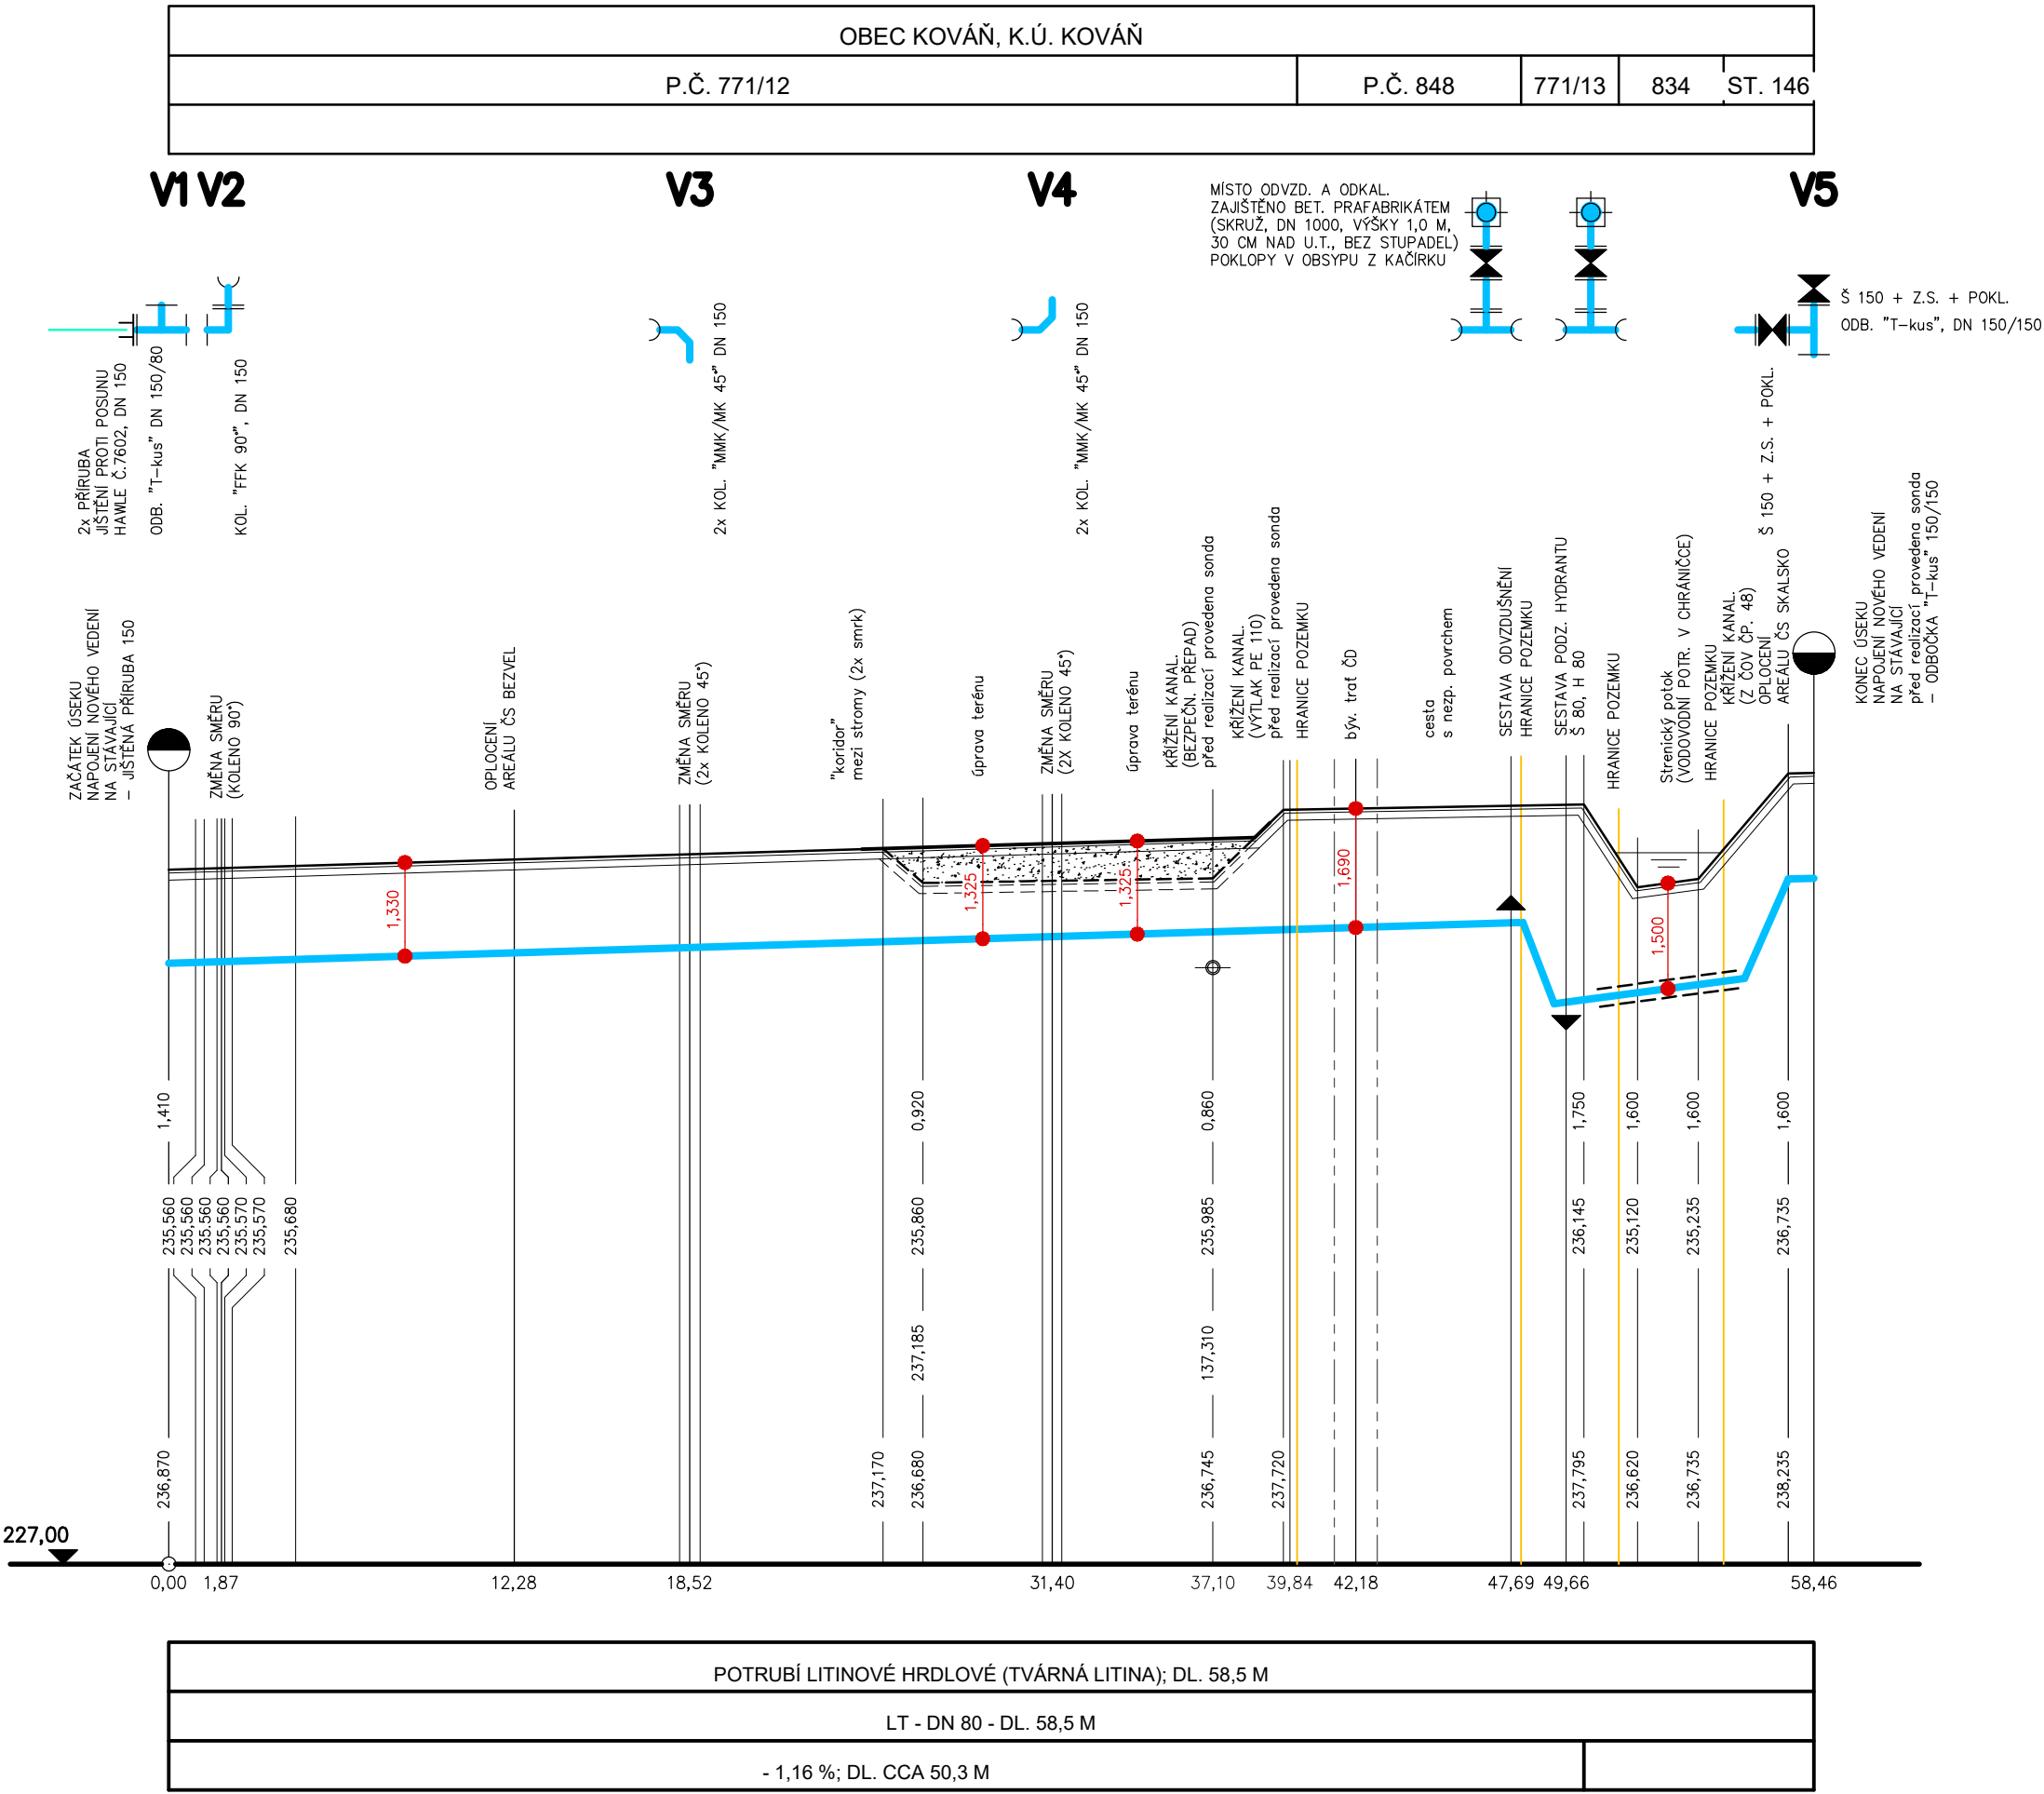 OBEC KOVÁŇ, K.Ú. KOVÁŇ
P.Č. 771/12
P.Č. 848
771/13
834
ST. 146
V1
V2
V3
V4
V5
MÍSTO ODVZD. A ODKAL.
ZAJIŠTĚNO BET. PRAFABRIKÁTEM
(SKRUŽ, DN 1000, VÝŠKY 1,0 M,
30 CM NAD U.T., BEZ STUPADEL)
POKLOPY V OBSYPU Z KAČÍRKU
Š 150 + Z.S. + POKL.
ODB. "T-kus", DN 150/150
2x PŘÍRUBA
JIŠTĚNÍ PROTI POSUNU
HAWLE Č.7602, DN 150
ODB. "T-kus" DN 150/80
KOL. "FFK 90°", DN 150
2x KOL. "MMK/MK 45°" DN 150
2x KOL. "MMK/MK 45°" DN 150
Š 150 + Z.S. + POKL.
ZAČÁTEK ÚSEKU
NAPOJENÍ NOVÉHO VEDENÍ
NA STÁVAJÍCÍ
- JIŠTĚNÁ PŘÍRUBA 150
ZMĚNA SMĚRU
(KOLENO 90°)
OPLOCENÍ
AREÁLU ČS BEZVEL
ZMĚNA SMĚRU
(2x KOLENO 45°)
"koridor"
mezi stromy (2x smrk)
úprava terénu
ZMĚNA SMĚRU
(2X KOLENO 45°)
úprava terénu
KŘÍŽENÍ KANAL.
(BEZPEČN. PŘEPAD)
před realizací provedena sonda
KŘÍŽENÍ KANAL.
(VÝTLAK PE 110)
před realizací provedena sonda
HRANICE POZEMKU
býv. trať ČD
cesta
s nezp. povrchem
SESTAVA ODVZDUŠNĚNÍ
HRANICE POZEMKU
SESTAVA PODZ. HYDRANTU
Š 80, H 80
HRANICE POZEMKU
Strenický potok
(VODOVODNÍ POTR. V CHRÁNIČCE)
HRANICE POZEMKU
KŘÍŽENÍ KANAL.
(Z ČOV ČP. 48)
OPLOCENÍ
AREÁLU ČS SKALSKO
KONEC ÚSEKU
NAPOJENÍ NOVÉHO VEDENÍ
NA STÁVAJÍCÍ
před realizací provedena sonda
- ODBOČKA "T-kus" 150/150
1,330
1,325
1,325
1,690
1,500
1,410
0,920
0,860
1,750
1,600
1,600
1,600
235,560
235,560
235.560
235,560
235.570
235,570
235,680
235,860
235,985
236,145
235,120
235,235
236,735
237,185
137,310
236,870
237,170
236,680
236,745
237,720
237,795
236,620
236,735
238,235
227,00
0,00
1,87
12,28
18,52
31,40
37,10
39,84
42,18
47,69
49,66
58,46
POTRUBÍ LITINOVÉ HRDLOVÉ (TVÁRNÁ LITINA); DL. 58,5 M
LT - DN 80 - DL. 58,5 M
- 1,16 %; DL. CCA 50,3 M